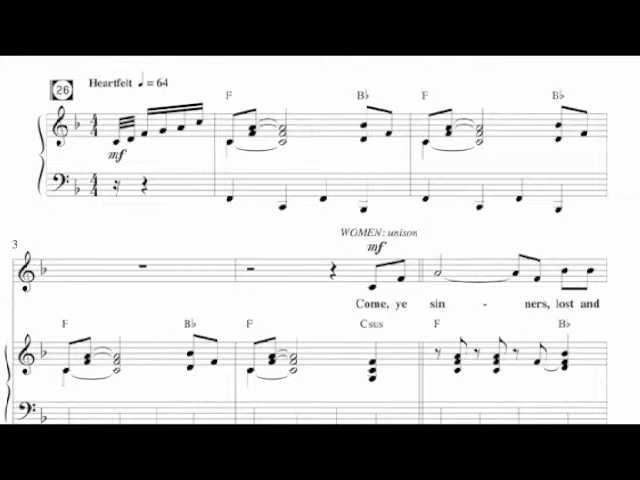 26 Heartfelt ♩= 64
F B♭ F B♭
mf
3
WOMEN: unison
mf
Come, ye sin - ners, lost and
F B♭ F Csus F B♭